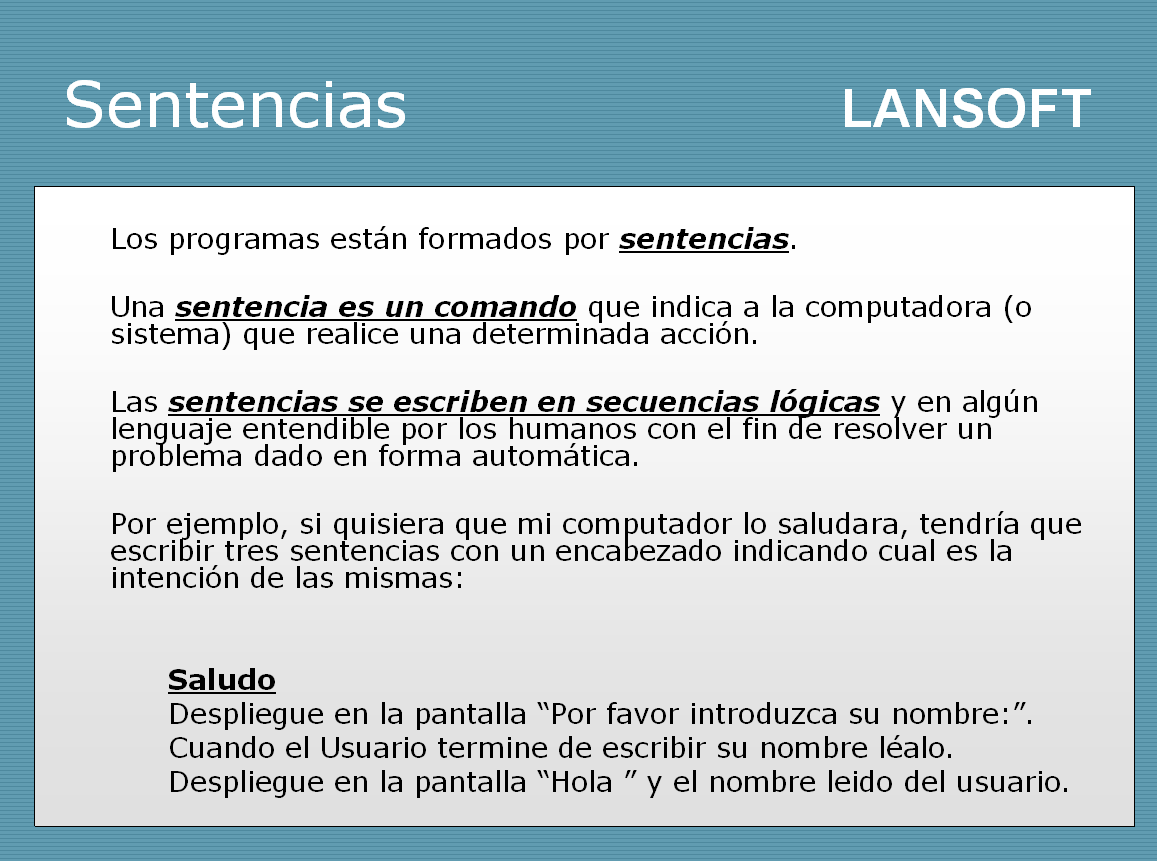 Sentencias
LANSOFT
Los programas están formados por sentencias.
Una sentencia es un comando que indica a la computadora (o
sistema) que realice una determinada acción.
Las sentencias se escriben en secuencias lógicas y en algún
lenguaje entendible por los humanos con el fin de resolver un
problema dado en forma automática.
Por ejemplo, si quisiera que mi computador lo saludara, tendría que
escribir tres sentencias con un encabezado indicando cual es la
intención de las mismas:
Saludo
Despliegue en la pantalla “Por favor introduzca su nombre:”.
Cuando el Usuario termine de escribir su nombre léalo.
Despliegue en la pantalla “Hola ” y el nombre leido del usuario.